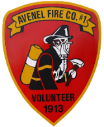 AVENEL FIRE CO. #1
VOLUNTEER
1913